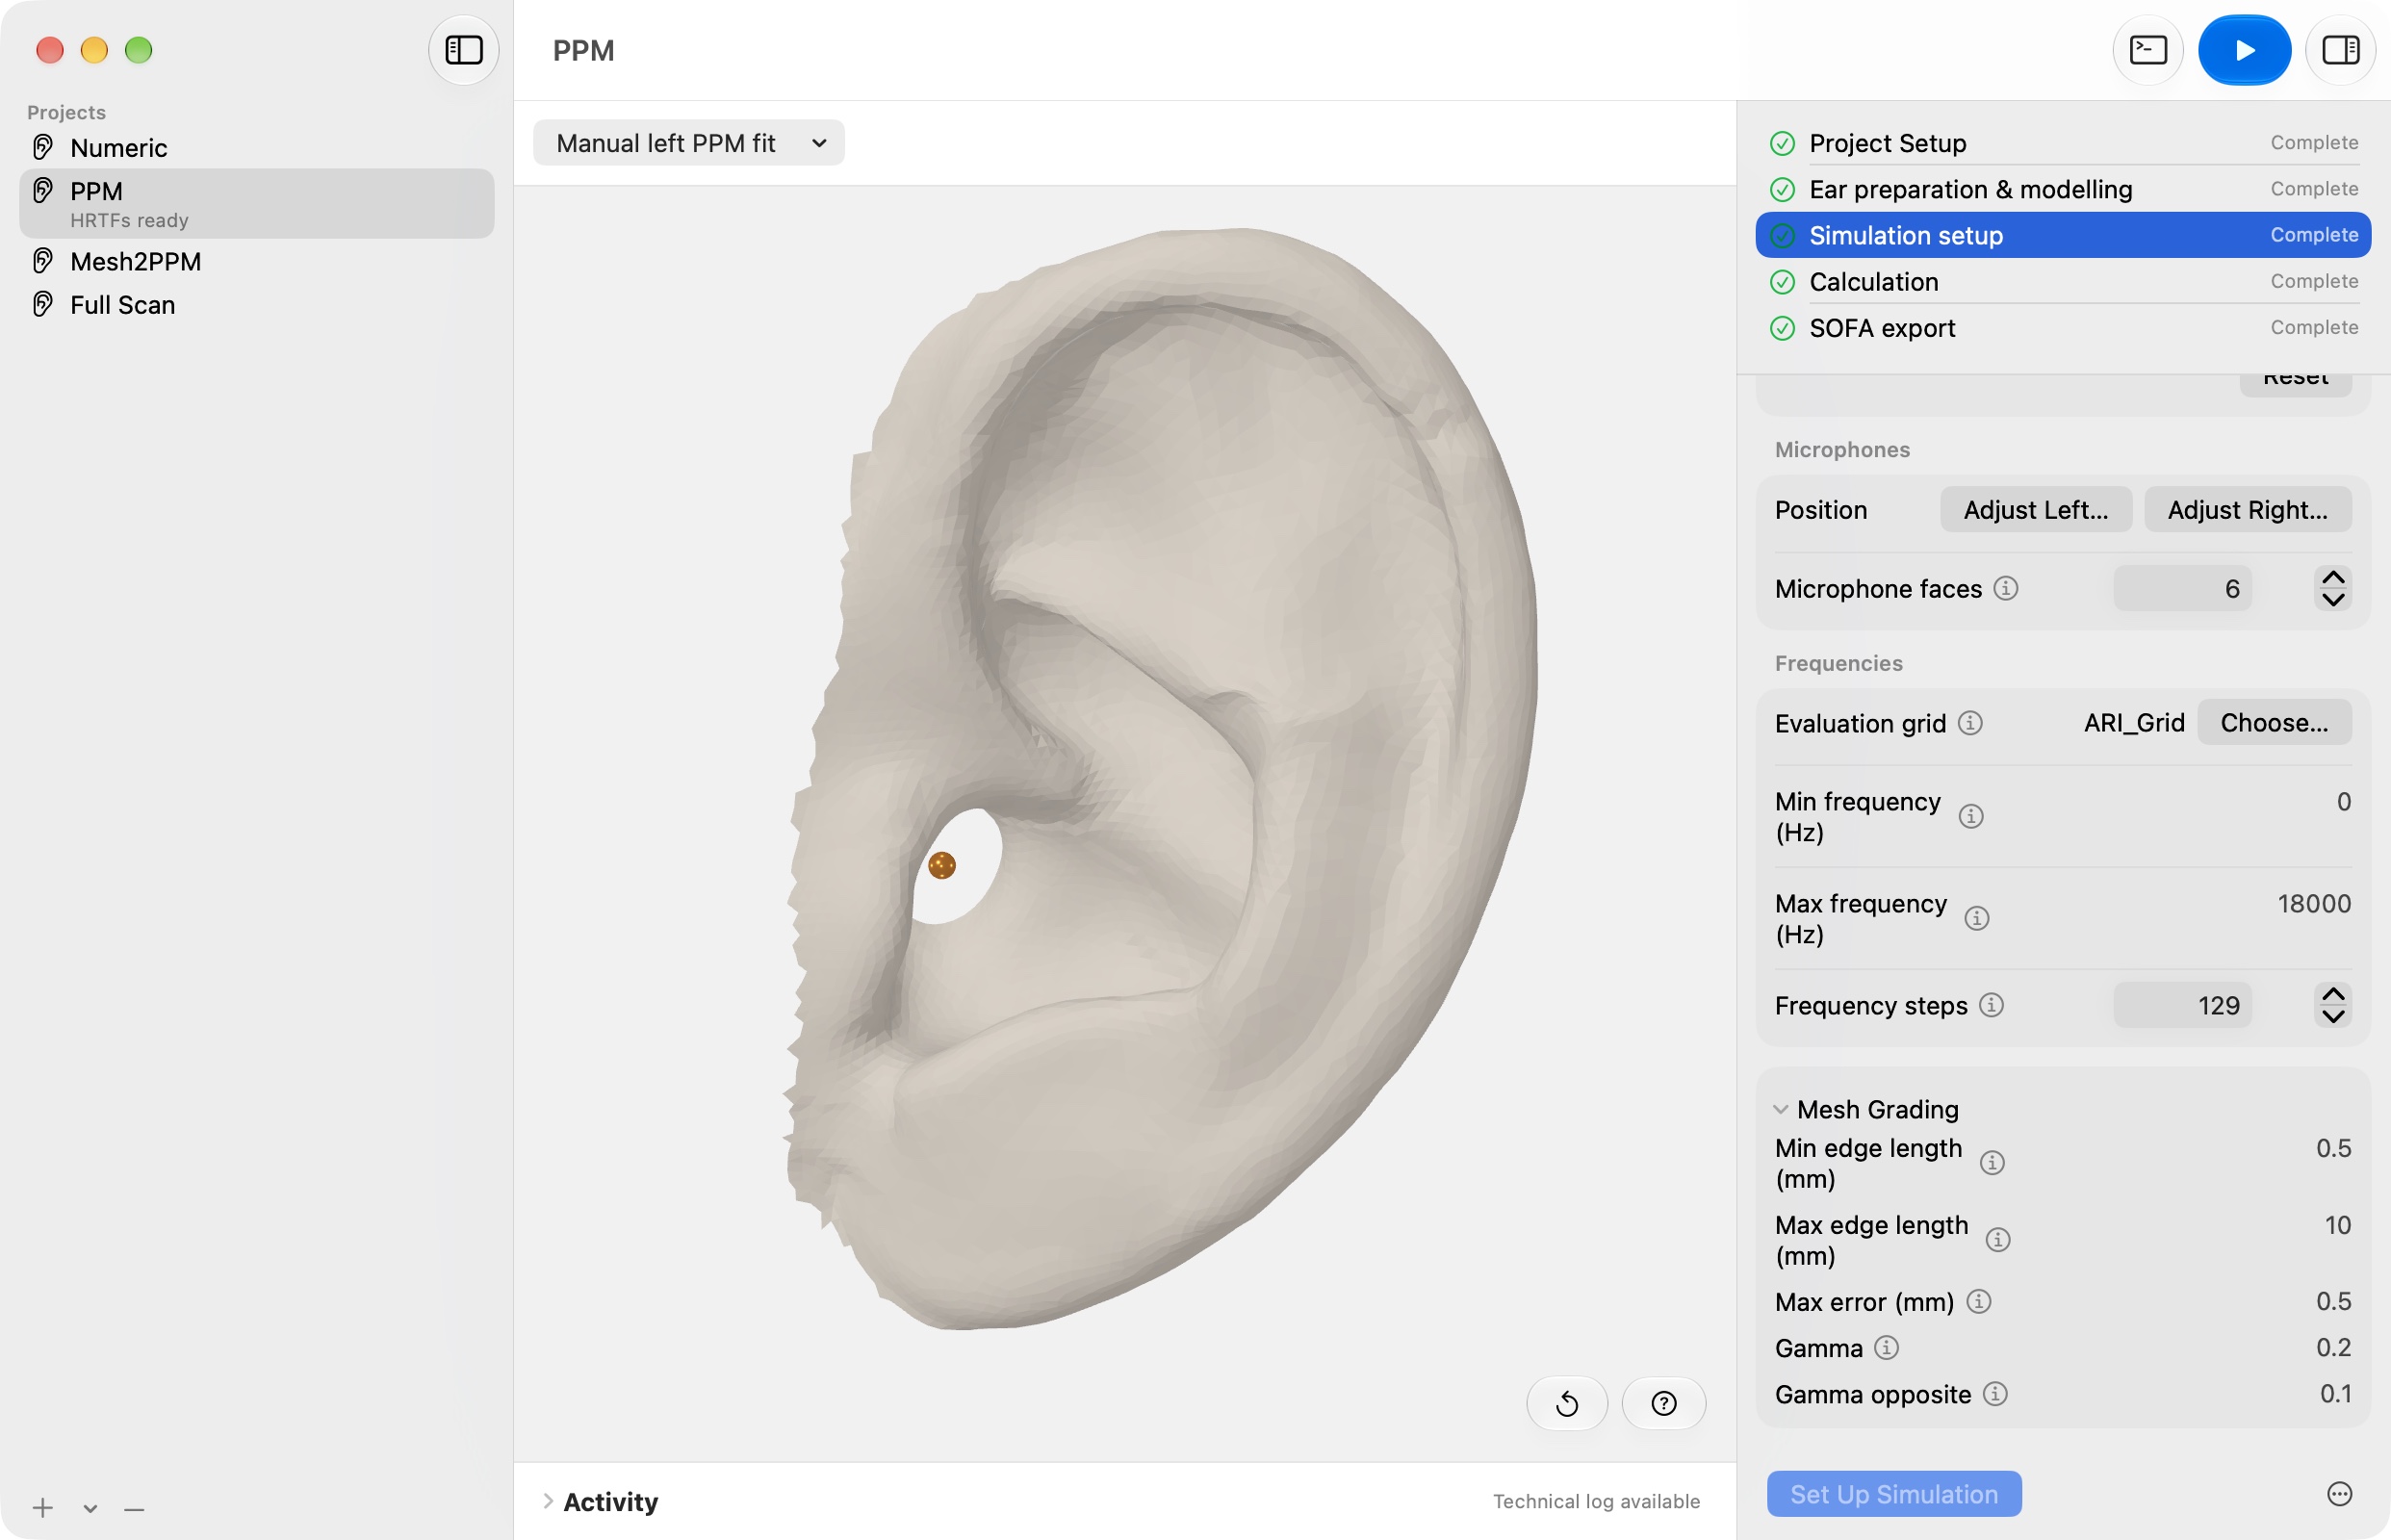 PPM
Projects
Numeric
PPM
HRTFs ready
Mesh2PPM
Full Scan
Manual left PPM fit
Activity
Technical log available
Project Setup Complete
Ear preparation & modelling Complete
Simulation setup Complete
Calculation Complete
SOFA export Complete
Reset
Microphones
Position Adjust Left... Adjust Right...
Microphone faces 6
Frequencies
Evaluation grid ARI_Grid Choose...
Min frequency 0
(Hz)
Max frequency 18000
(Hz)
Frequency steps 129
Mesh Grading
Min edge length 0.5
(mm)
Max edge length 10
(mm)
Max error (mm) 0.5
Gamma 0.2
Gamma opposite 0.1
Set Up Simulation